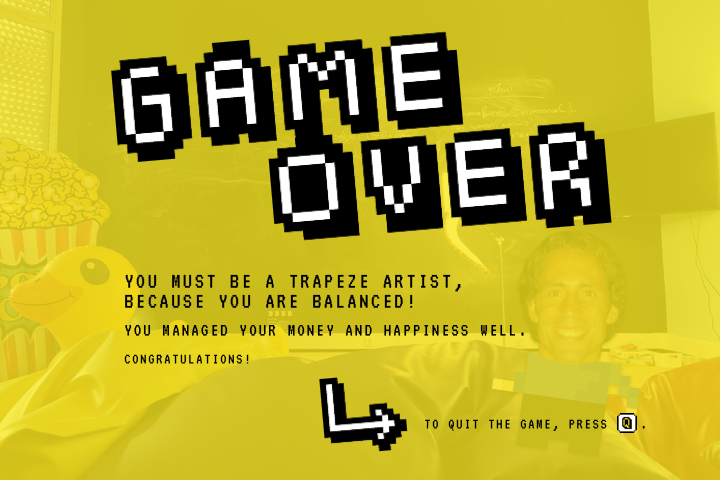 GAME
OVER
YOU MUST BE A TRAPEZE ARTIST,
BECAUSE YOU ARE BALANCED!
YOU MANAGED YOUR MONEY AND HAPPINESS WELL.
CONGRATULATIONS!
TO QUIT THE GAME, PRESS Q.